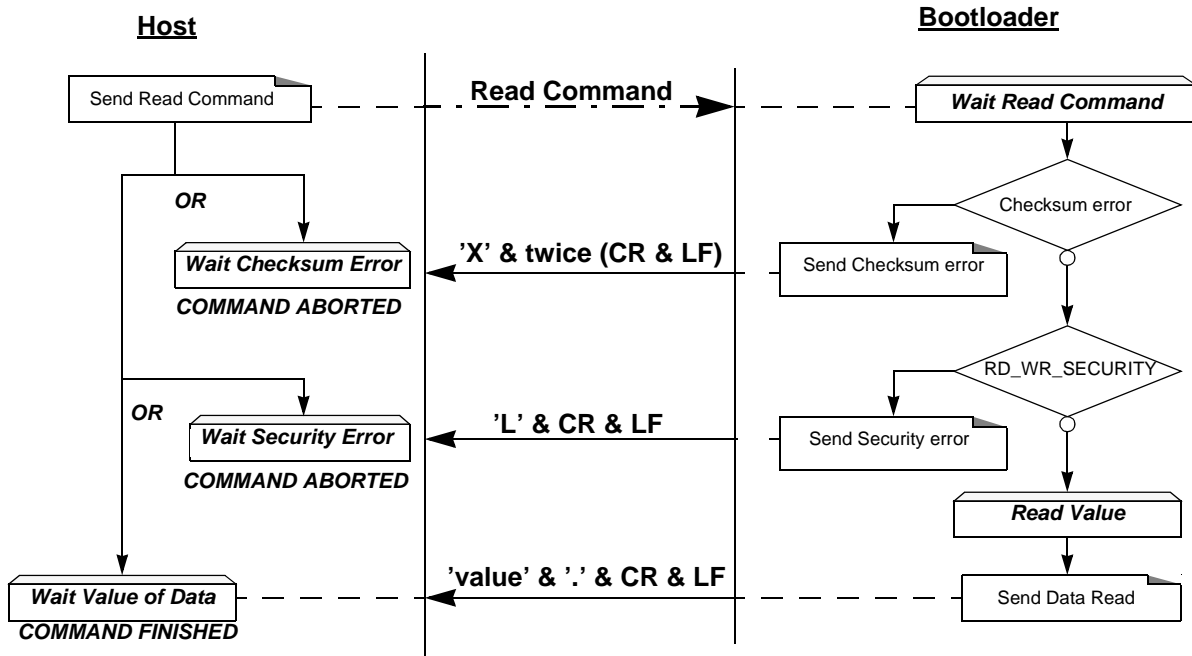 Host
Bootloader
Send Read Command
Read Command
Wait Read Command
OR
Checksum error
Wait Checksum Error
'X' & twice (CR & LF)
Send Checksum error
COMMAND ABORTED
RD_WR_SECURITY
OR
Wait Security Error
'L' & CR & LF
Send Security error
COMMAND ABORTED
Read Value
'value' & '.' & CR & LF
Wait Value of Data
Send Data Read
COMMAND FINISHED